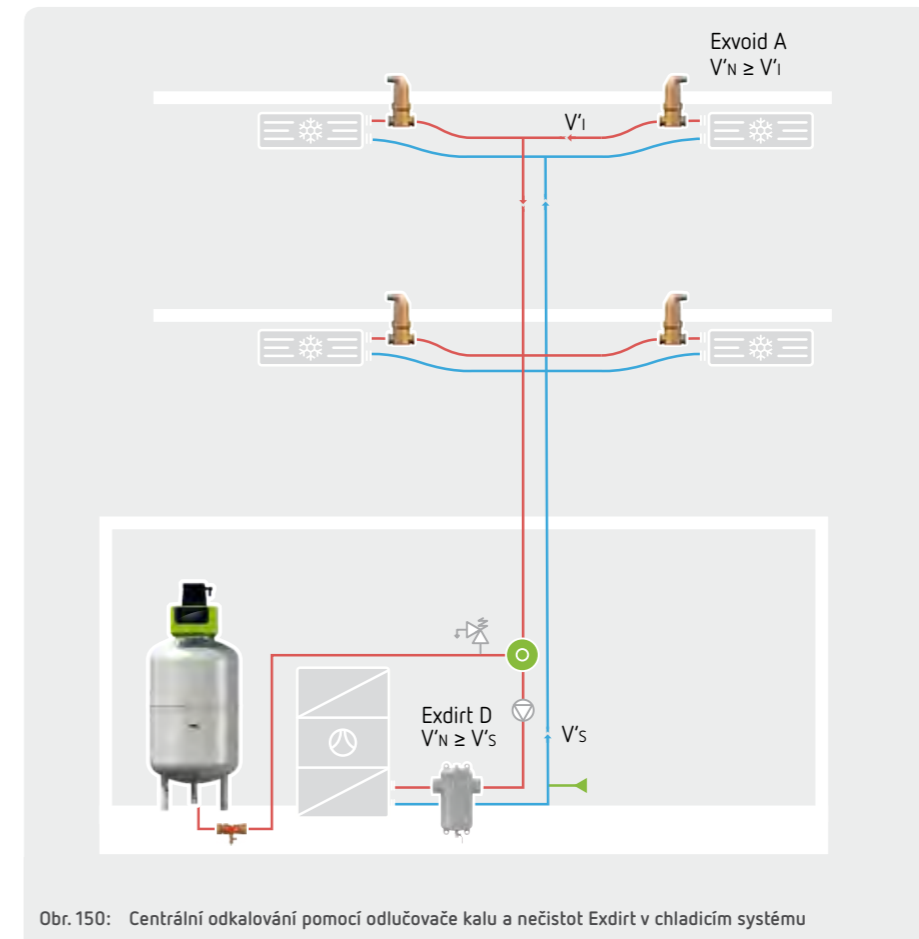 Exvoid A
V'N ≥ V'I
V'I
Exdirt D
V'N ≥ V'S
V'S
Obr. 150: Centrální odkalování pomocí odlučovače kalu a nečistot Exdirt v chladicím systému